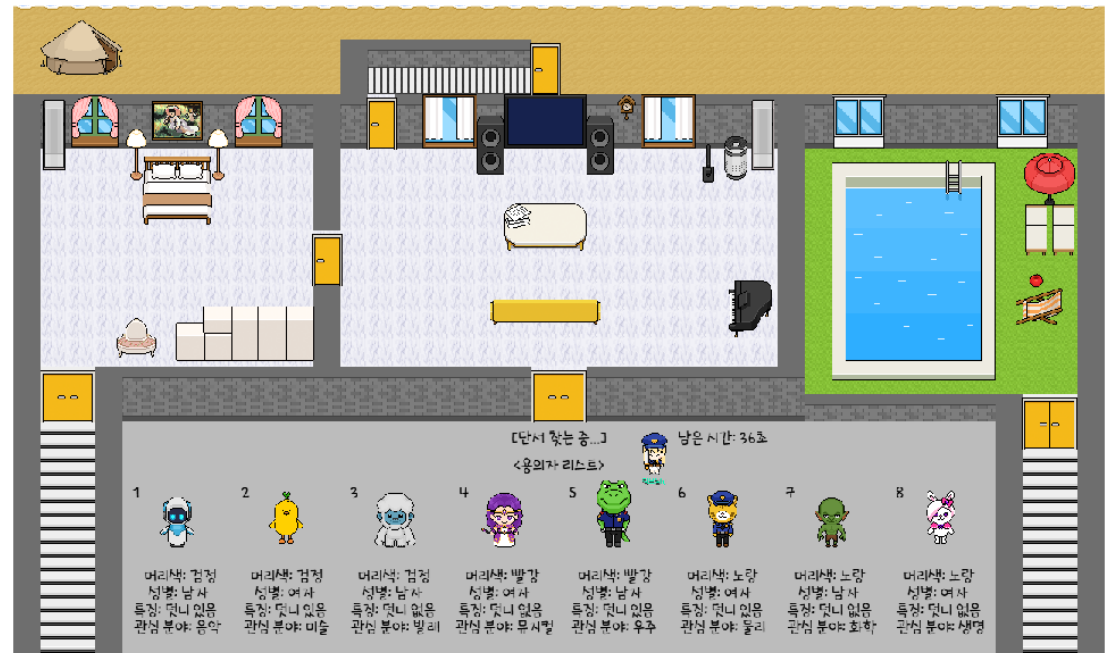 [단서 찾는 중...]
남은 시간: 36초
<용의자 리스트>
1 2 3 4 5 6 7 8
머리색: 검정
성별: 남자
특징: 덧니 있음
관심 분야: 음악
머리색: 검정
성별: 여자
특징: 덧니 있음
관심 분야: 미술
머리색: 검정
성별: 남자
특징: 덧니 없음
관심 분야: 발레
머리색: 빨강
성별: 여자
특징: 덧니 없음
관심 분야: 뮤지컬
머리색: 빨강
성별: 남자
특징: 덧니 있음
관심 분야: 우주
머리색: 노랑
성별: 여자
특징: 덧니 있음
관심 분야: 물리
머리색: 노랑
성별: 남자
특징: 덧니 없음
관심 분야: 화학
머리색: 노랑
성별: 여자
특징: 덧니 없음
관심 분야: 생명